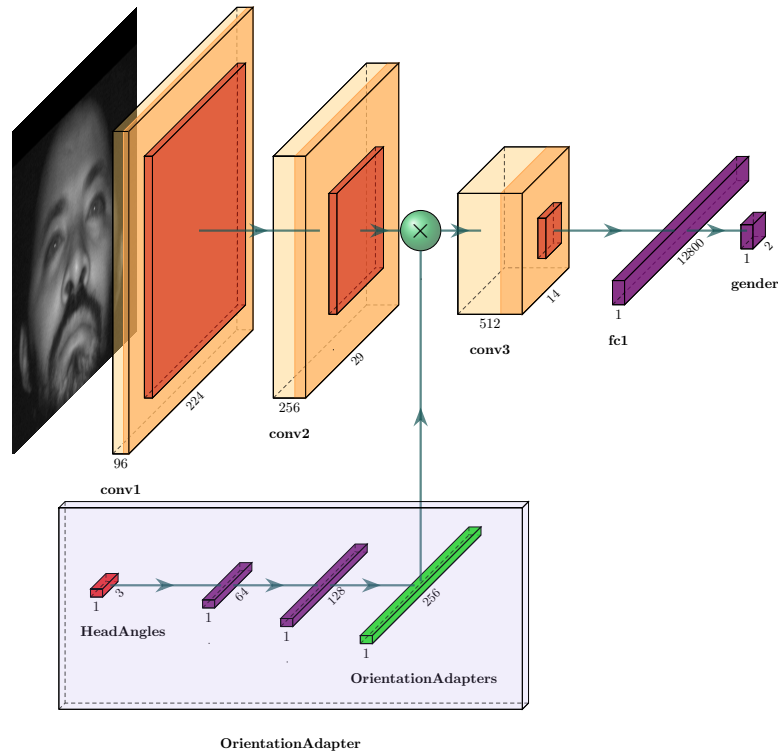 96
224
conv1
256
29
conv2
×
512
14
conv3
1
12800
fc1
1
2
gender
1
3
HeadAngles
1
64
1
128
1
256
OrientationAdapters
OrientationAdapter